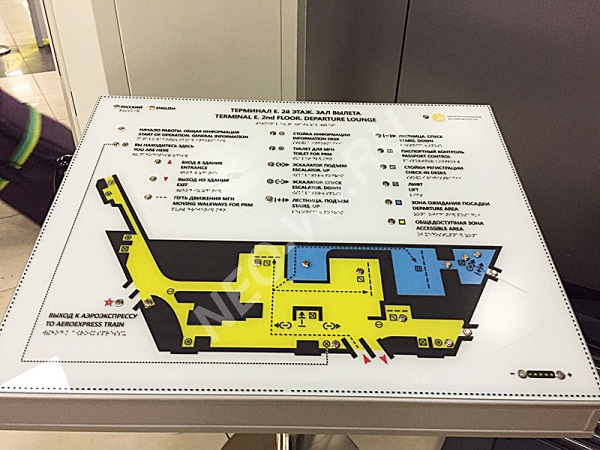 РУССКИЙ ENGLISH
ТЕРМИНАЛ Е. 2Й ЭТАЖ. ЗАЛ ВЫЛЕТА
TERMINAL E. 2nd FLOOR. DEPARTURE LOUNGE
НАЧАЛО РАБОТЫ. ОБЩАЯ ИНФОРМАЦИЯ
START OF OPERATION. GENERAL INFORMATION
ВЫ НАХОДИТЕСЬ ЗДЕСЬ
YOU ARE HERE
ВХОД В ЗДАНИЕ
ENTRANCE
ВЫХОД ИЗ ЗДАНИЯ
EXIT
ПУТЬ ДВИЖЕНИЯ МГН
MOVING WALKWAYS FOR PRM
СТОЙКА ИНФОРМАЦИИ
INFORMATION DESK
ТУАЛЕТ ДЛЯ МГН
TOILET FOR PRM
ЭСКАЛАТОР ПОДЪЕМ
ESCALATOR, UP
ЭСКАЛАТОР, СПУСК
ESCALATOR, DOWN
ЛЕСТНИЦА, ПОДЪЕМ
STAIRS, UP
ЛЕСТНИЦА, СПУСК
STAIRS, DOWN
ПАСПОРТНЫЙ КОНТРОЛЬ
PASSPORT CONTROL
СТОЙКИ РЕГИСТРАЦИИ
CHECK-IN DESKS
ЛИФТ
LIFT
ЗОНА ОЖИДАНИЯ ПОСАДКИ
DEPARTURE AREA
ОБЩЕДОСТУПНАЯ ЗОНА
ACCESSIBLE AREA
ВЫХОД К АЭРОЭКСПРЕССУ
TO AEROEXPRESS TRAIN
- +